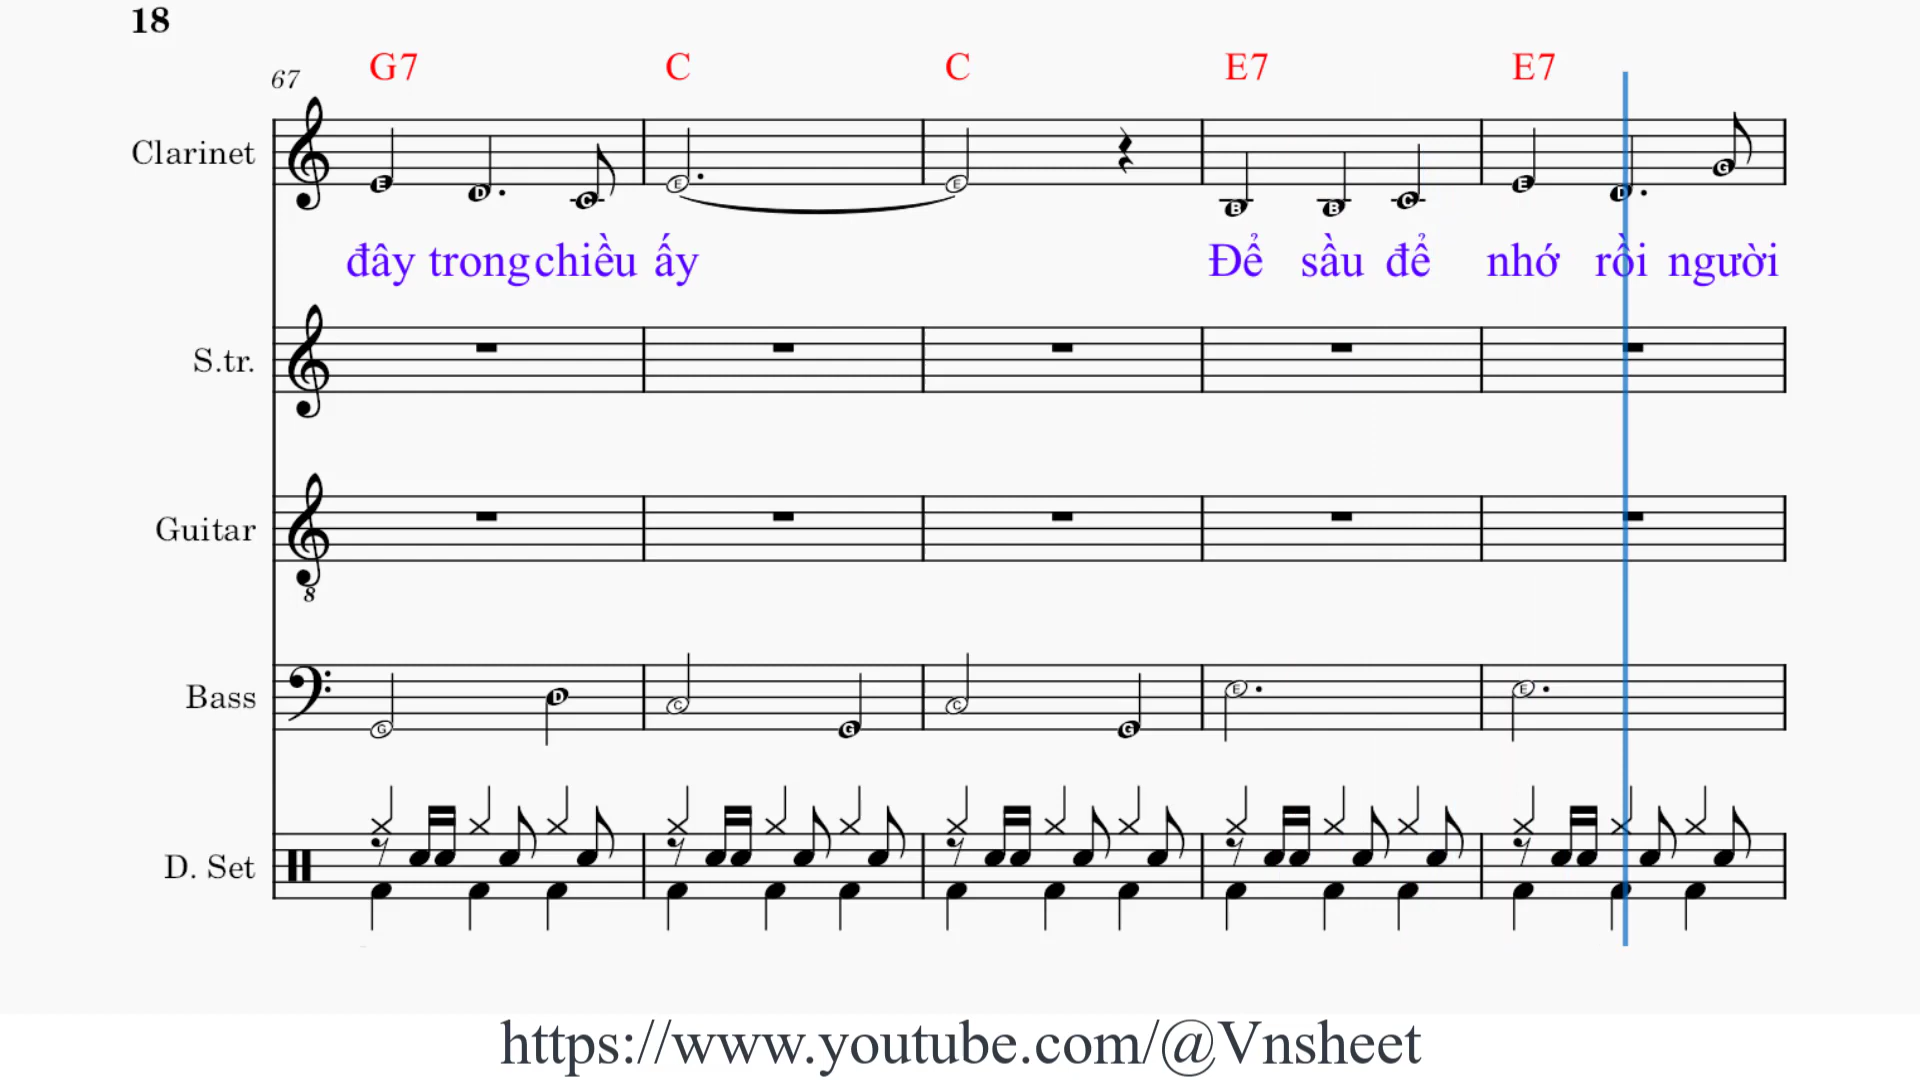 18
67
G7 C C E7 E7
Clarinet
E D C E E B B C E D G
đây trong chiều ấy Để sầu để nhớ rồi người
S.tr.
Guitar
8
Bass
G D C G C G E E
D. Set
https://www.youtube.com/@Vnsheet